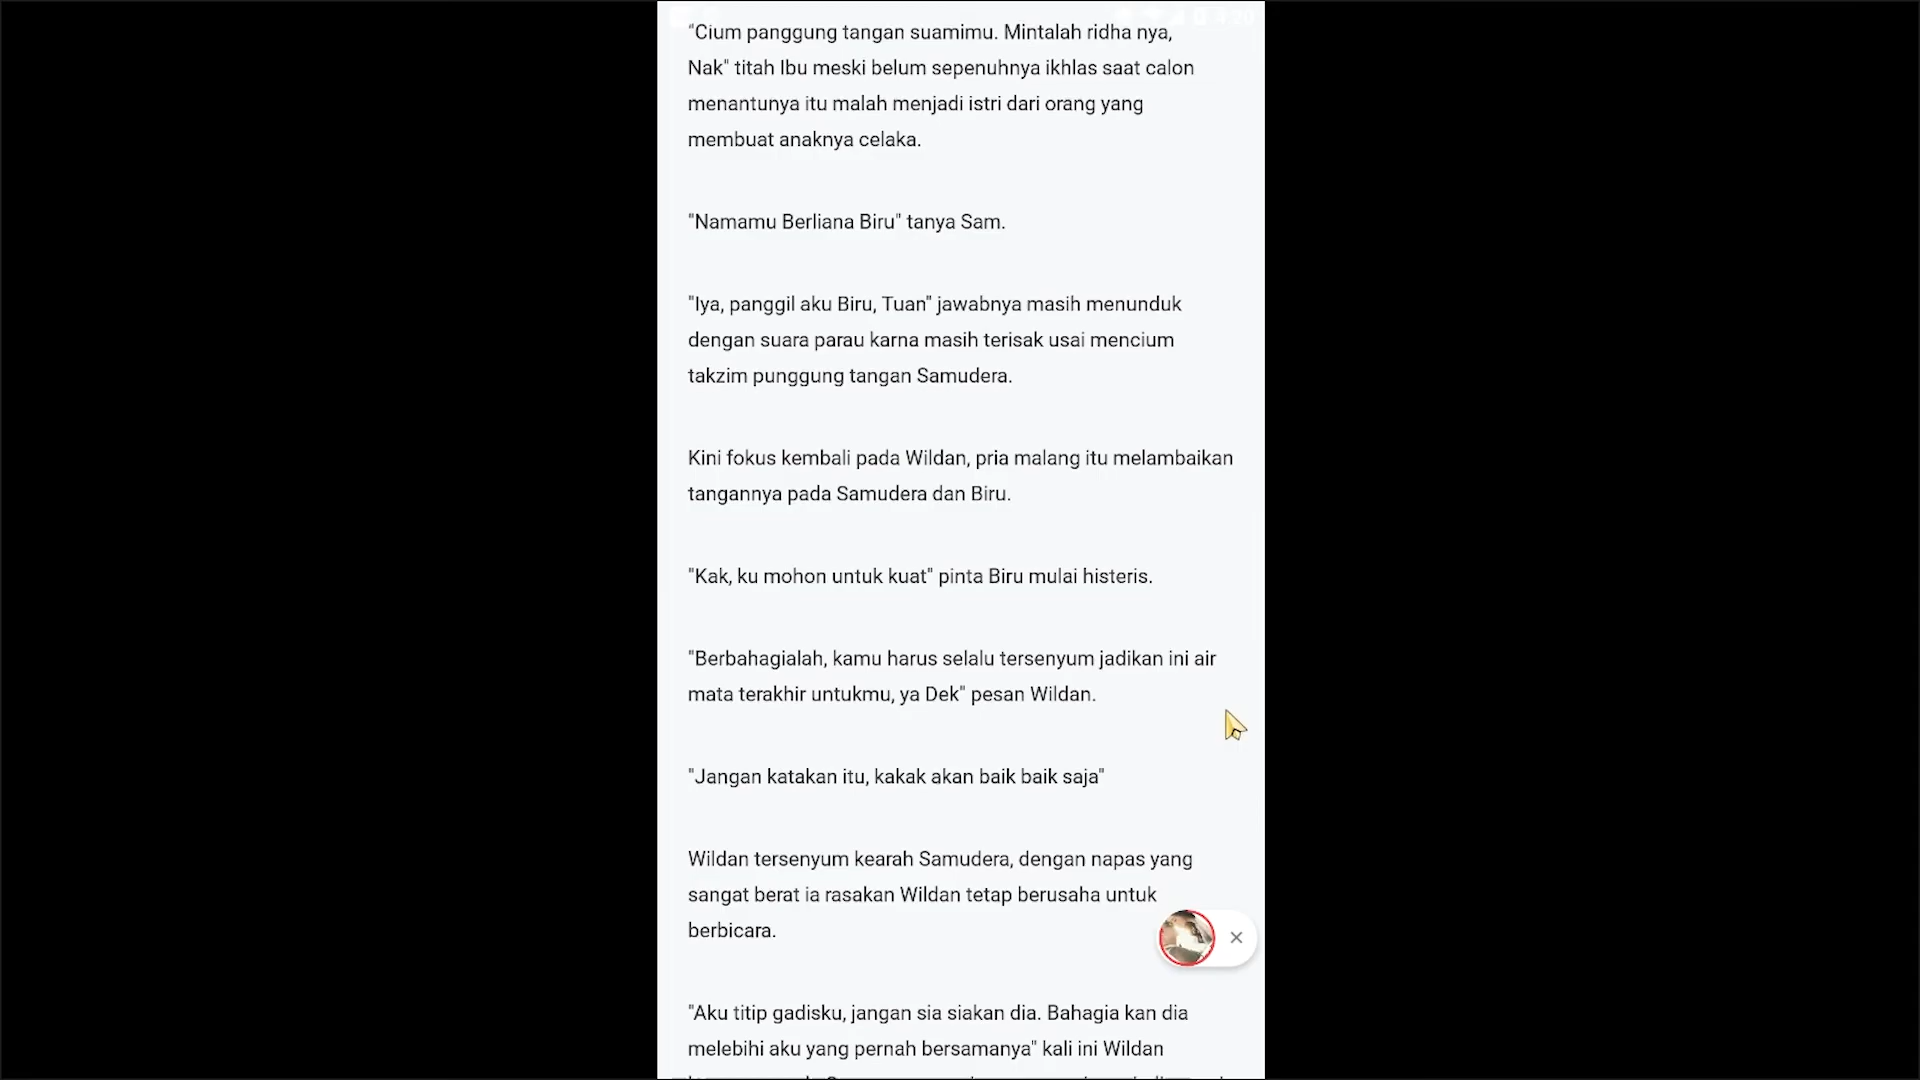 "Cium panggung tangan suamimu. Mintalah ridha nya,
Nak" titah Ibu meski belum sepenuhnya ikhlas saat calon
menantunya itu malah menjadi istri dari orang yang
membuat anaknya celaka.
"Namamu Berliana Biru" tanya Sam.
"Iya, panggil aku Biru, Tuan" jawabnya masih menunduk
dengan suara parau karna masih terisak usai mencium
takzim punggung tangan Samudera.
Kini fokus kembali pada Wildan, pria malang itu melambaikan
tangannya pada Samudera dan Biru.
"Kak, ku mohon untuk kuat" pinta Biru mulai histeris.
"Berbahagialah, kamu harus selalu tersenyum jadikan ini air
mata terakhir untukmu, ya Dek" pesan Wildan.
"Jangan katakan itu, kakak akan baik baik saja"
Wildan tersenyum kearah Samudera, dengan napas yang
sangat berat ia rasakan Wildan tetap berusaha untuk
berbicara.
"Aku titip gadisku, jangan sia siakan dia. Bahagia kan dia
melebihi aku yang pernah bersamanya" kali ini Wildan